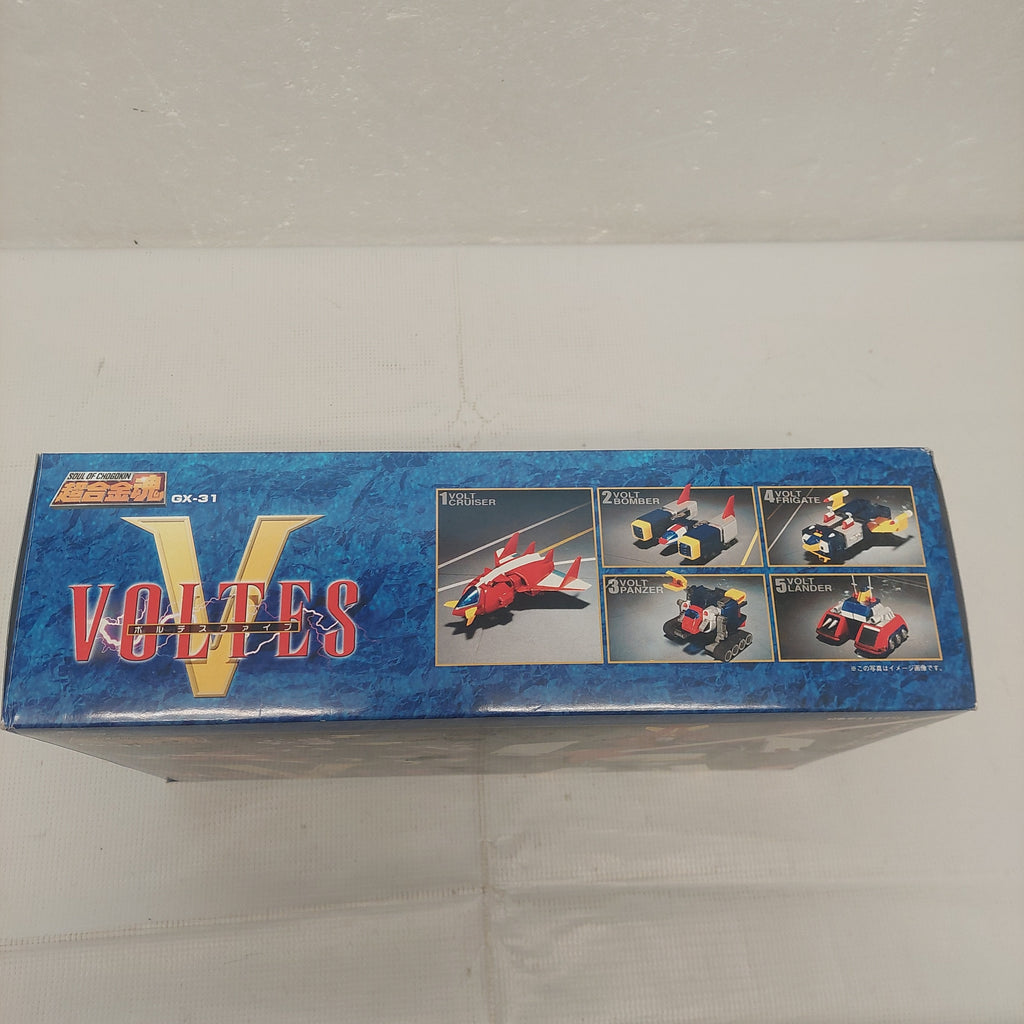 SOUL OF CHOGOKIN
超合金魂 GX-31
V
VOLTES
ボルテスファイブ
1 VOLT CRUISER
2 VOLT BOMBER
4 VOLT FRIGATE
3 VOLT PANZER
5 VOLT LANDER
※この写真はイメージ画像です。